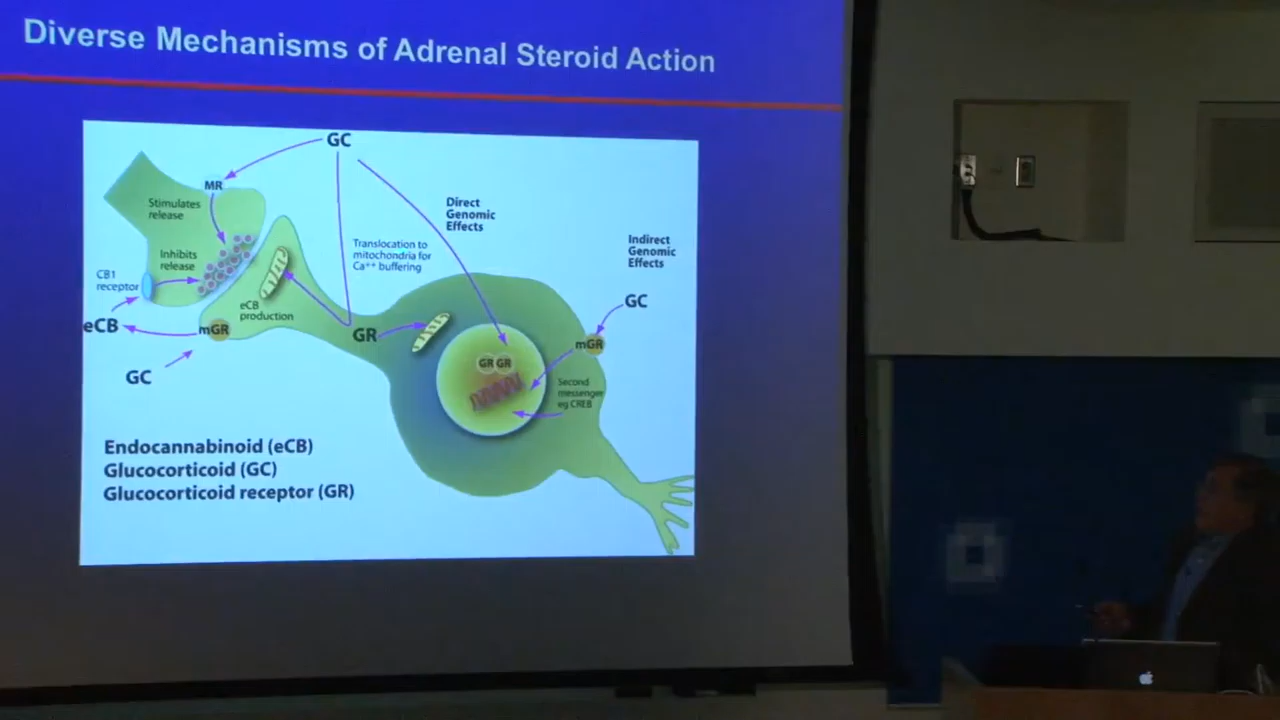 Diverse Mechanisms of Adrenal Steroid Action
GC
MR
Stimulates
release
Direct
Genomic
Effects
Translocation to
mitochondria for
Ca++ buffering
Indirect
Genomic
Effects
Inhibits
release
CB1
receptor
eCB
production
GC
eCB
mGR
GR
mGR
GR GR
GC
Second
messenger
eg CREB
Endocannabinoid (eCB)
Glucocorticoid (GC)
Glucocorticoid receptor (GR)